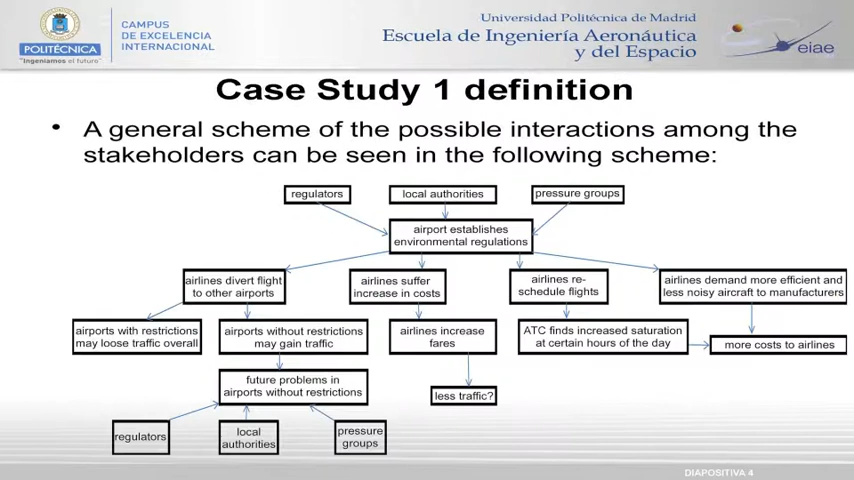 POLITÉCNICA
"Ingeniamos el futuro"
CAMPUS
DE EXCELENCIA
INTERNACIONAL
Universidad Politécnica de Madrid
Escuela de Ingeniería Aeronáutica
y del Espacio
eiae
Case Study 1 definition
• A general scheme of the possible interactions among the
stakeholders can be seen in the following scheme:
regulators
local authorities
pressure groups
airport establishes
environmental regulations
airlines divert flight
to other airports
airlines suffer
increase in costs
airlines re-
schedule flights
airlines demand more efficient and
less noisy aircraft to manufacturers
airports with restrictions
may loose traffic overall
airports without restrictions
may gain traffic
airlines increase
fares
ATC finds increased saturation
at certain hours of the day
more costs to airlines
future problems in
airports without restrictions
less traffic?
regulators
local
authorities
pressure
groups
DIAPOSITIVA 4